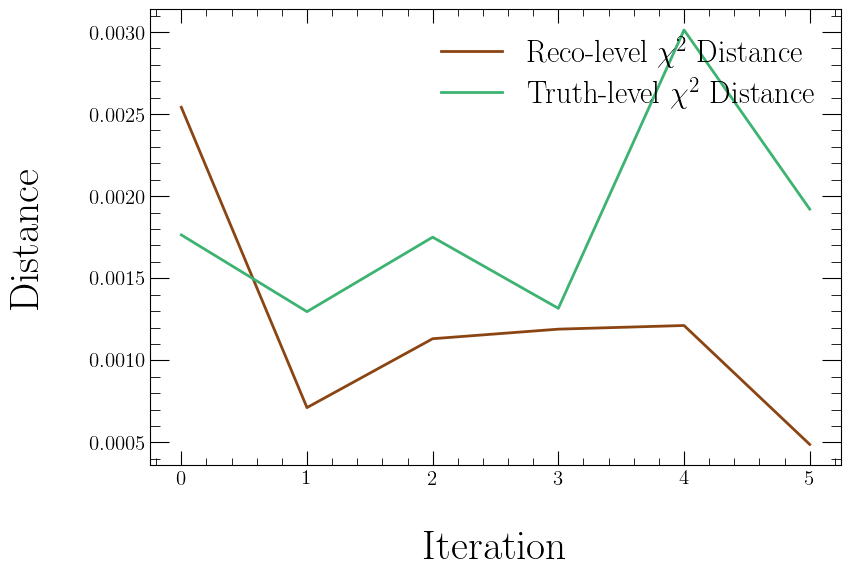 0.0030
0.0025
0.0020
0.0015
0.0010
0.0005
Distance
Reco-level χ² Distance
Truth-level χ² Distance
0 1 2 3 4 5
Iteration